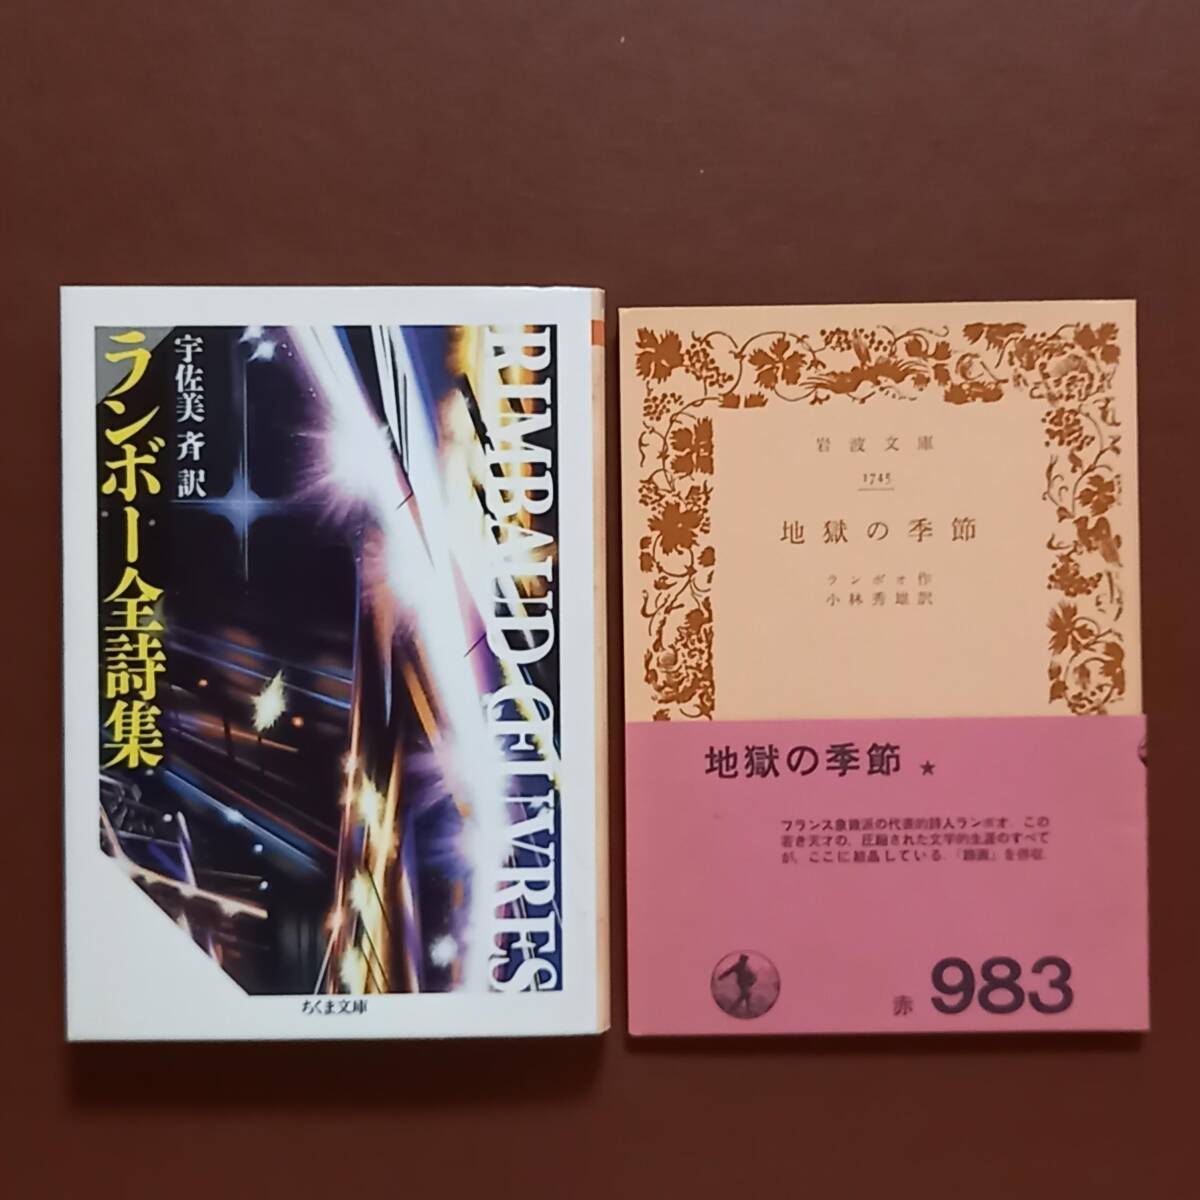 ランボー全詩集
宇佐美 斉 訳
RIMBAUD ŒUVRES
ちくま文庫
岩波文庫
1745
地獄の季節
ランボオ作
小林秀雄訳
地獄の季節 ★
フランス象徴派の代表的詩人ランボオ。この
若き天才の、圧縮された文学的生涯のすべて
が、ここに結晶している。「飾画」を併収。
赤 983